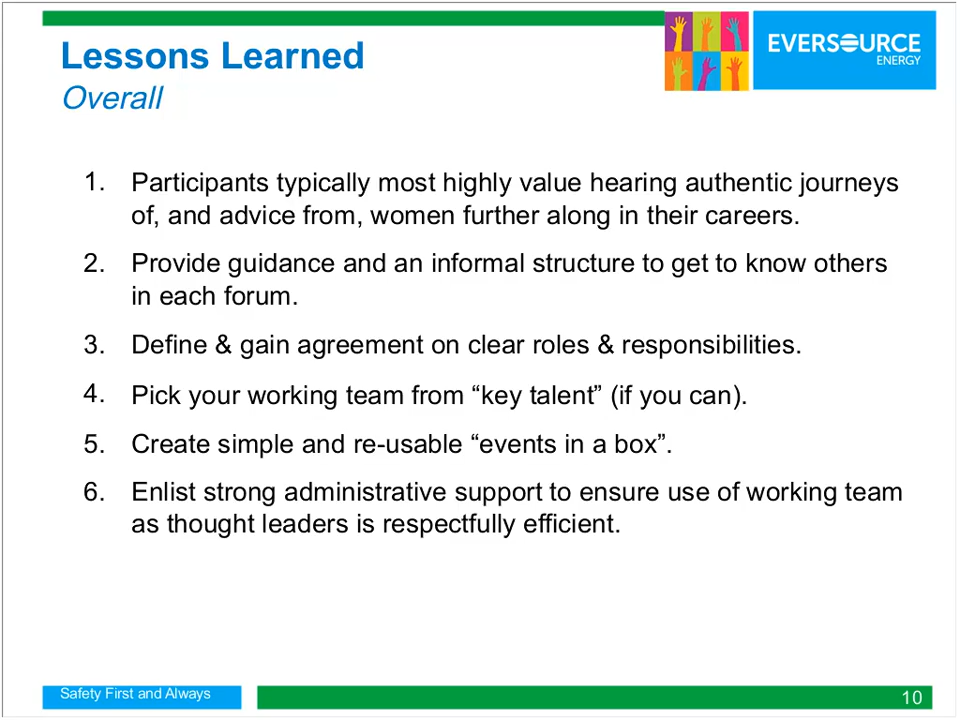 Lessons Learned
Overall
EVERSOURCE
ENERGY
1. Participants typically most highly value hearing authentic journeys
of, and advice from, women further along in their careers.
2. Provide guidance and an informal structure to get to know others
in each forum.
3. Define & gain agreement on clear roles & responsibilities.
4. Pick your working team from “key talent” (if you can).
5. Create simple and re-usable “events in a box”.
6. Enlist strong administrative support to ensure use of working team
as thought leaders is respectfully efficient.
Safety First and Always
10